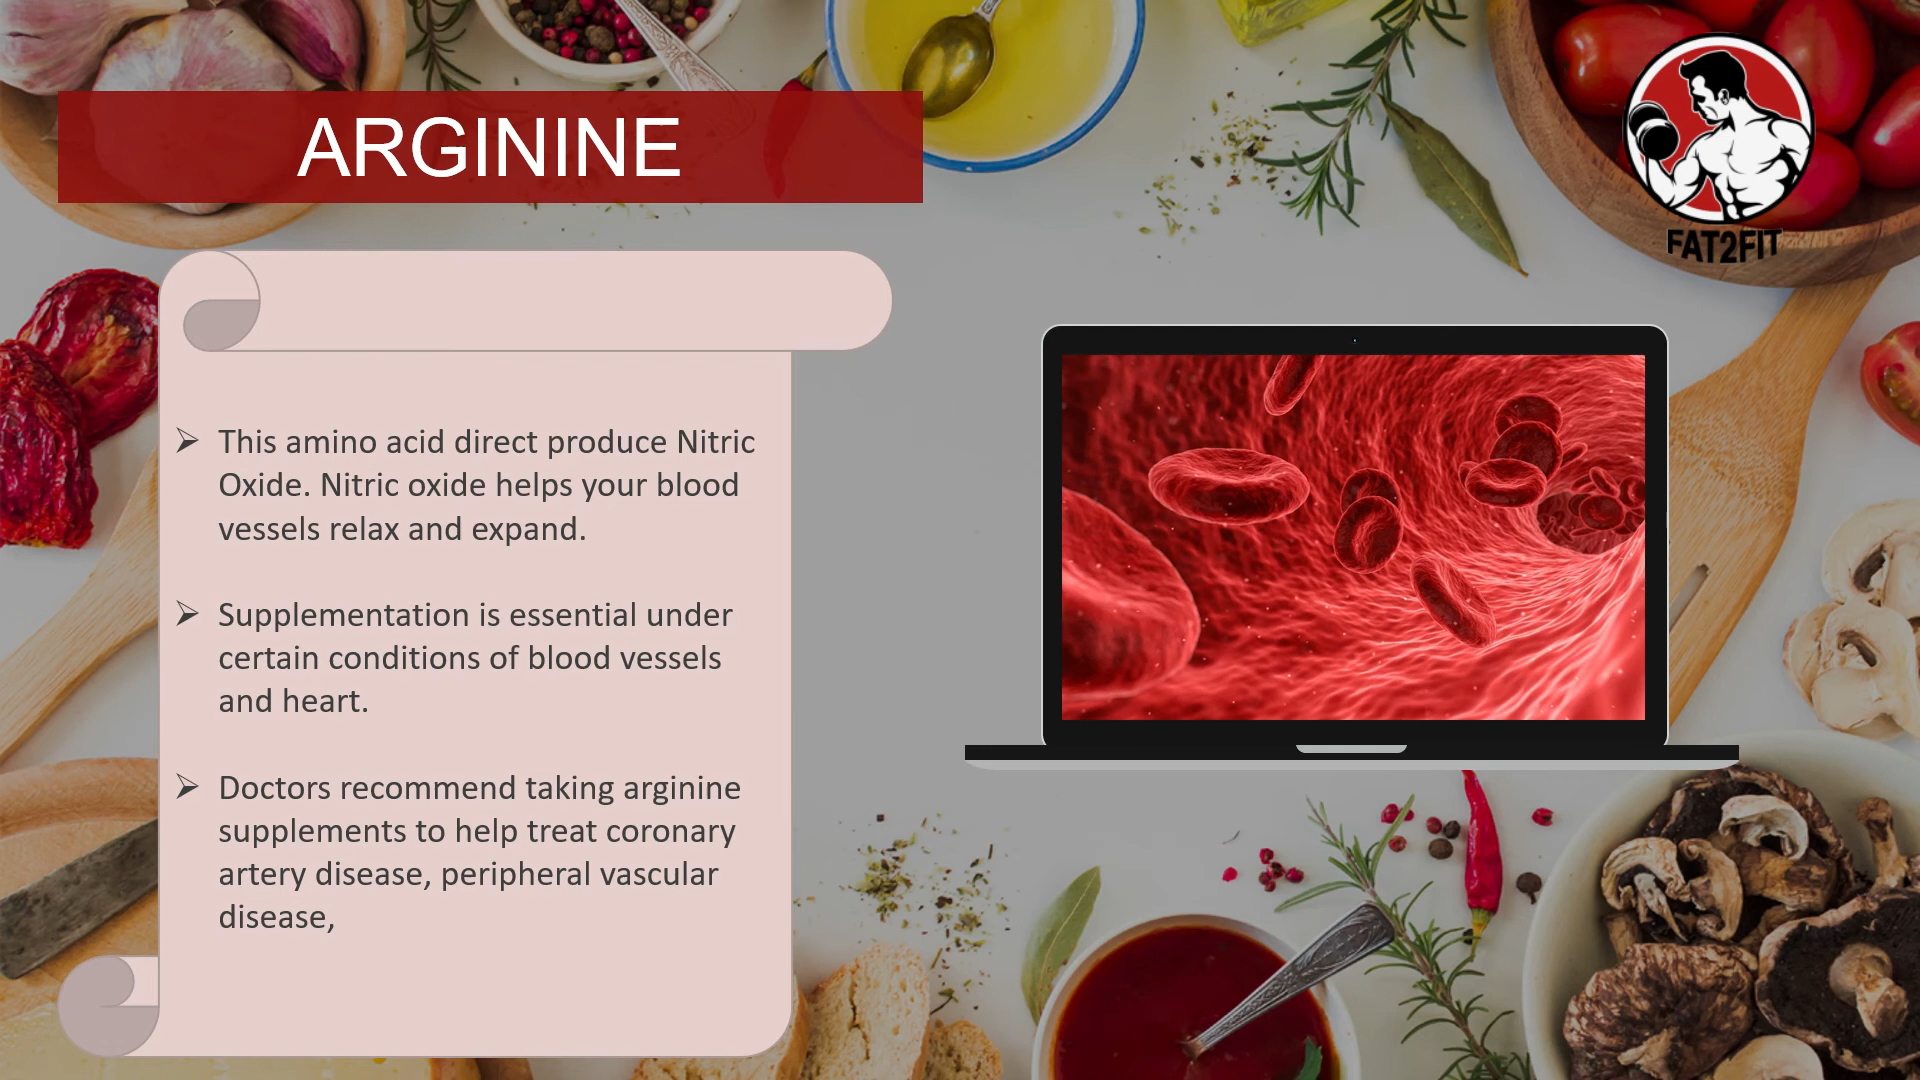 ARGININE
FAT2FIT
➢ This amino acid direct produce Nitric
Oxide. Nitric oxide helps your blood
vessels relax and expand.
➢ Supplementation is essential under
certain conditions of blood vessels
and heart.
➢ Doctors recommend taking arginine
supplements to help treat coronary
artery disease, peripheral vascular
disease,